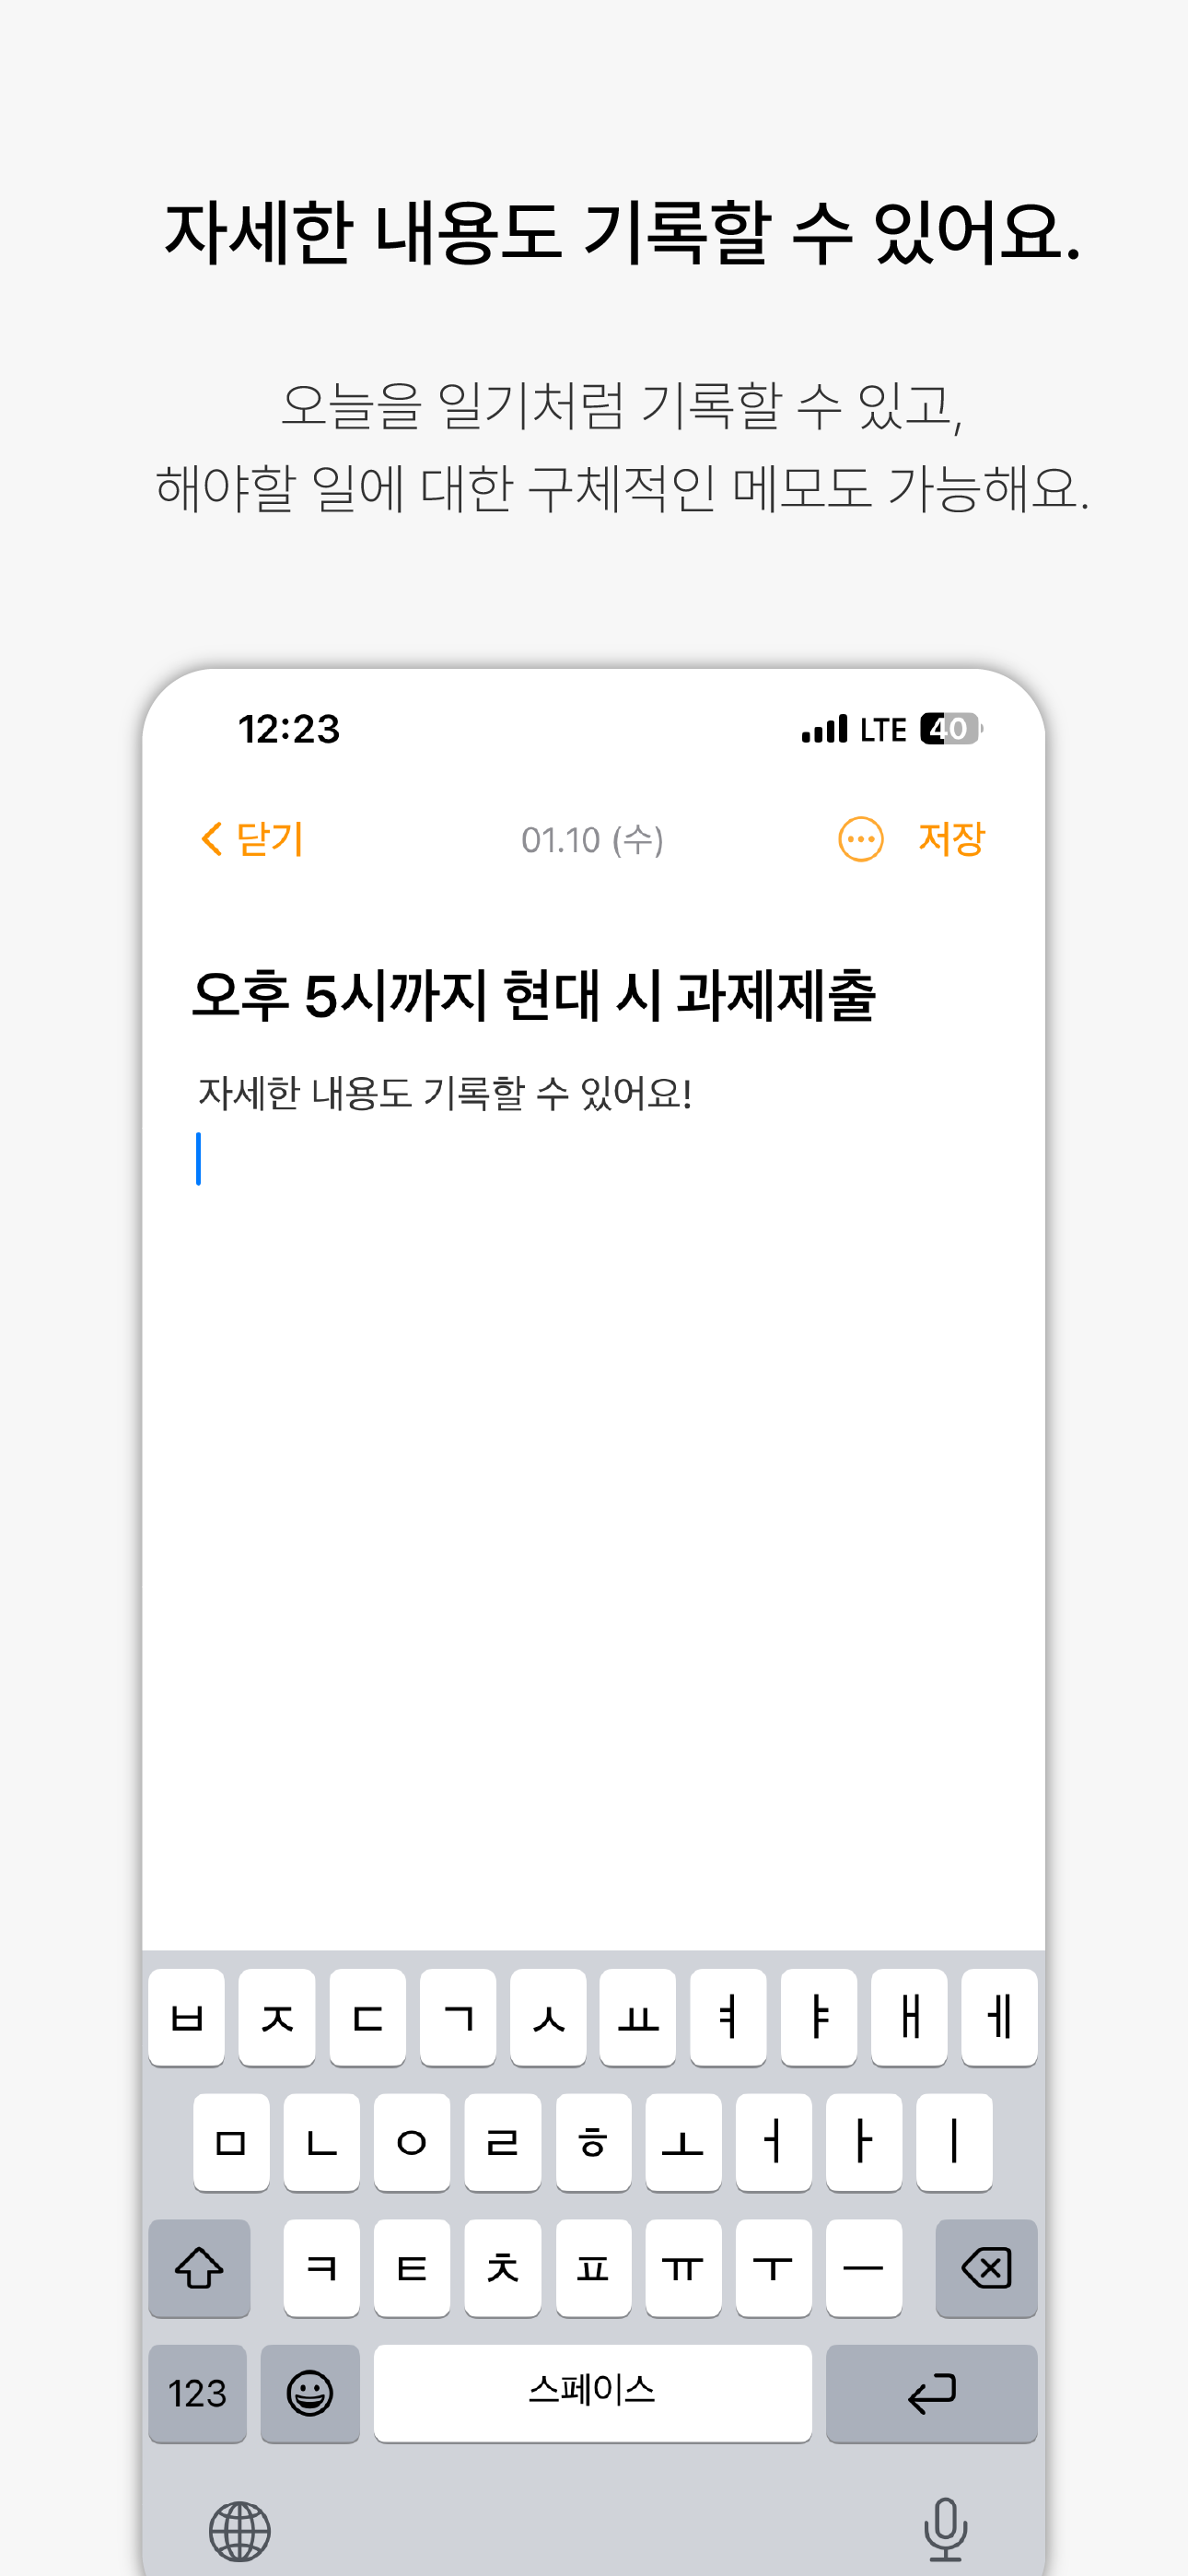 자세한 내용도 기록할 수 있어요.
오늘을 일기처럼 기록할 수 있고,
해야할 일에 대한 구체적인 메모도 가능해요.
12:23 LTE 40
닫기 01.10 (수) 저장
오후 5시까지 현대 시 과제제출
자세한 내용도 기록할 수 있어요!
ㅂ ㅈ ㄷ ㄱ ㅅ ㅛ ㅕ ㅑ ㅐ ㅔ
ㅁ ㄴ ㅇ ㄹ ㅎ ㅗ ㅓ ㅏ ㅣ
ㅋ ㅌ ㅊ ㅍ ㅠ ㅜ ㅡ
123 스페이스